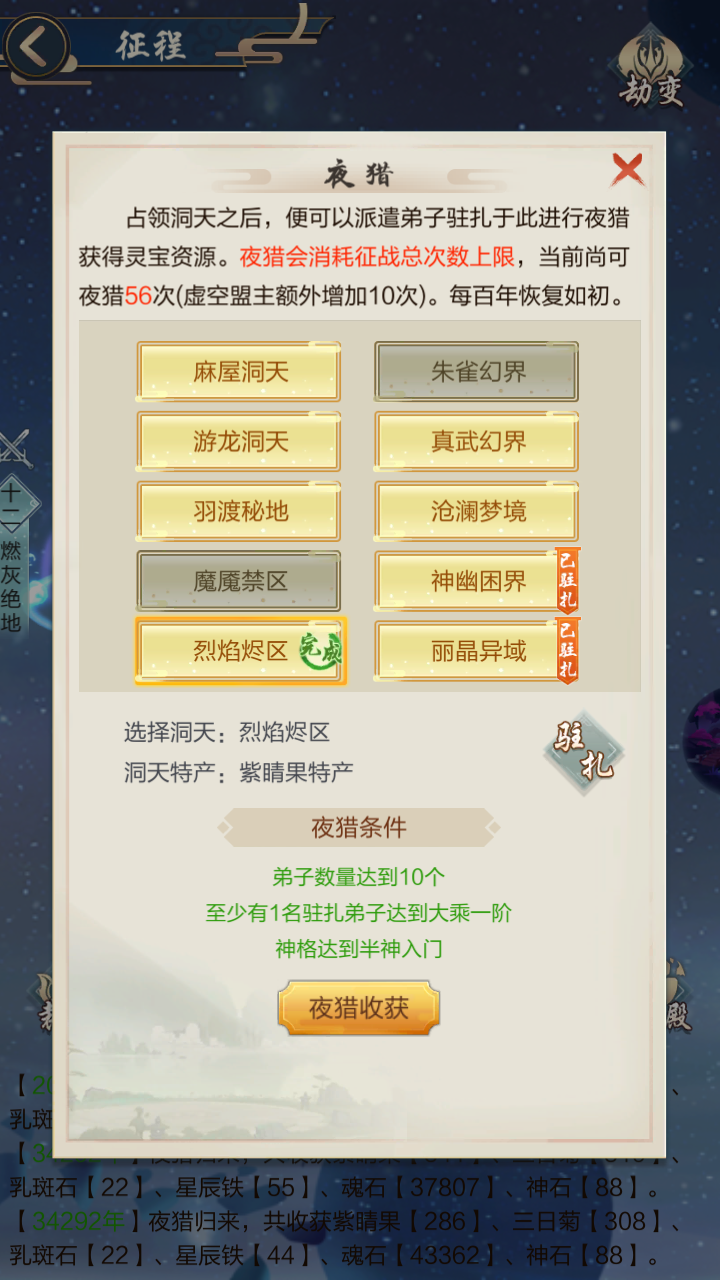 征程
劫变
夜猎
占领洞天之后，便可以派遣弟子驻扎于此进行夜猎
获得灵宝资源。夜猎会消耗征战总次数上限，当前尚可
夜猎56次(虚空盟主额外增加10次)。每百年恢复如初。
麻屋洞天
朱雀幻界
游龙洞天
真武幻界
羽渡秘地
沧澜梦境
魔魇禁区
神幽困界
已驻扎
烈焰烬区
完成
丽晶异域
已驻扎
十二
燃灰绝地
选择洞天：烈焰烬区
洞天特产：紫睛果特产
驻扎
夜猎条件
弟子数量达到10个
至少有1名驻扎弟子达到大乘一阶
神格达到半神入门
夜猎收获
殿
乳斑
乳斑石【22】、星辰铁【55】、魂石【37807】、神石【88】。
【34292年】夜猎归来，共收获紫睛果【286】、三日菊【308】、
乳斑石【22】、星辰铁【44】、魂石【43362】、神石【88】。